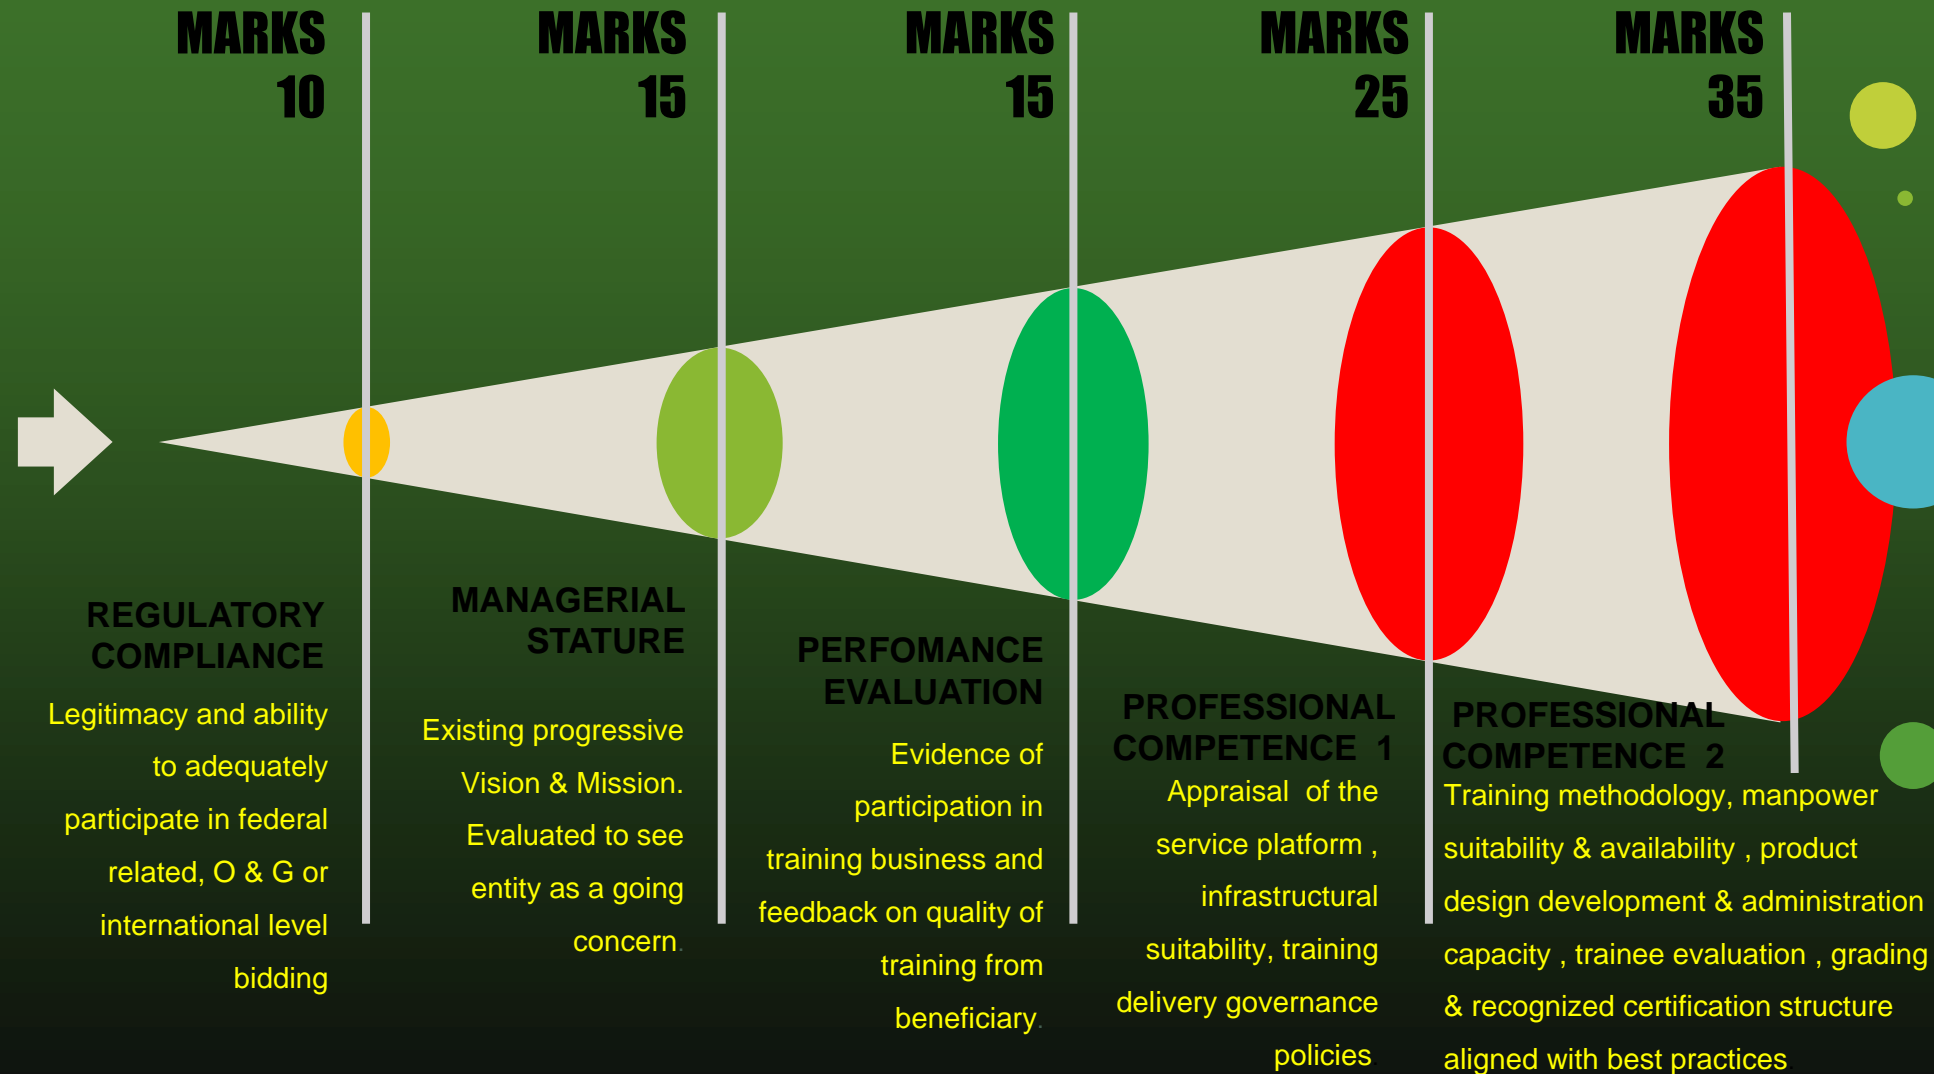 MARKS
10
MARKS
15
MARKS
15
MARKS
25
MARKS
35
REGULATORY
COMPLIANCE
Legitimacy and ability
to adequately
participate in federal
related, O & G or
international level
bidding
MANAGERIAL
STATURE
Existing progressive
Vision & Mission.
Evaluated to see
entity as a going
concern.
PERFOMANCE
EVALUATION
Evidence of
participation in
training business and
feedback on quality of
training from
beneficiary.
PROFESSIONAL
COMPETENCE  1
Appraisal  of the
service platform ,
infrastructural
suitability, training
delivery governance
policies.
PROFESSIONAL
COMPETENCE  2
Training methodology, manpower
suitability & availability , product
design development & administration
capacity , trainee evaluation , grading
& recognized certification structure
aligned with best practices